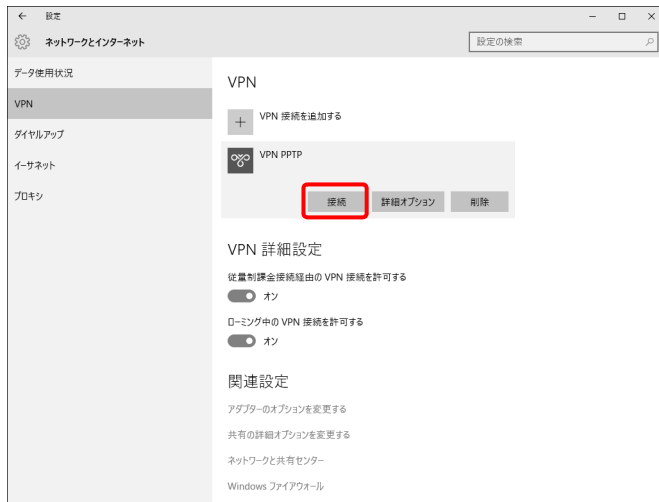 設定
ネットワークとインターネット
設定の検索
データ使用状況
VPN
ダイヤルアップ
イーサネット
プロキシ
VPN
VPN 接続を追加する
VPN PPTP
接続
詳細オプション
削除
VPN 詳細設定
従量制課金接続経由の VPN 接続を許可する
オン
ローミング中の VPN 接続を許可する
オン
関連設定
アダプターのオプションを変更する
共有の詳細オプションを変更する
ネットワークと共有センター
Windows ファイアウォール